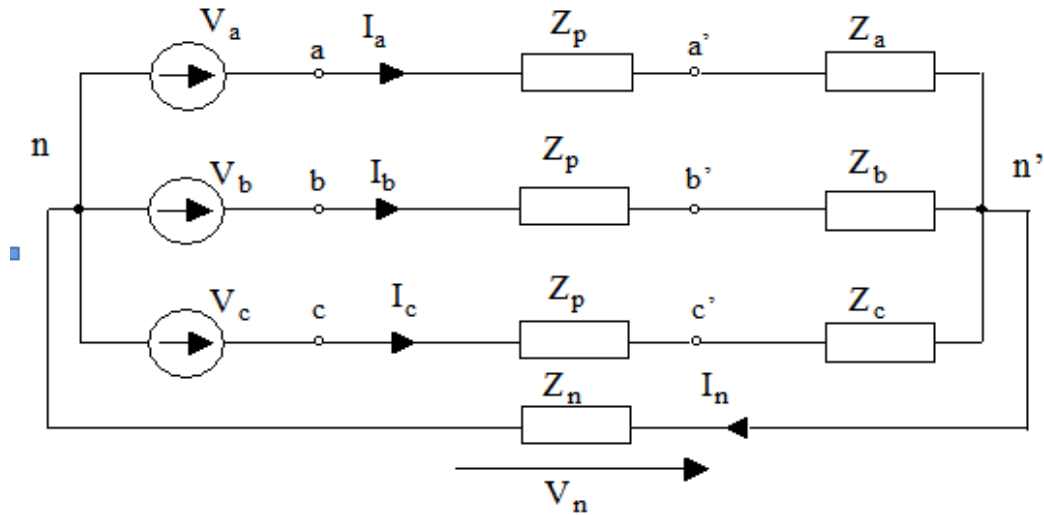 Va Ia Zp a' Za
a
n
Vb b Ib Zp b' Zb n'
Vc c Ic Zp c' Zc
Zn In
Vn